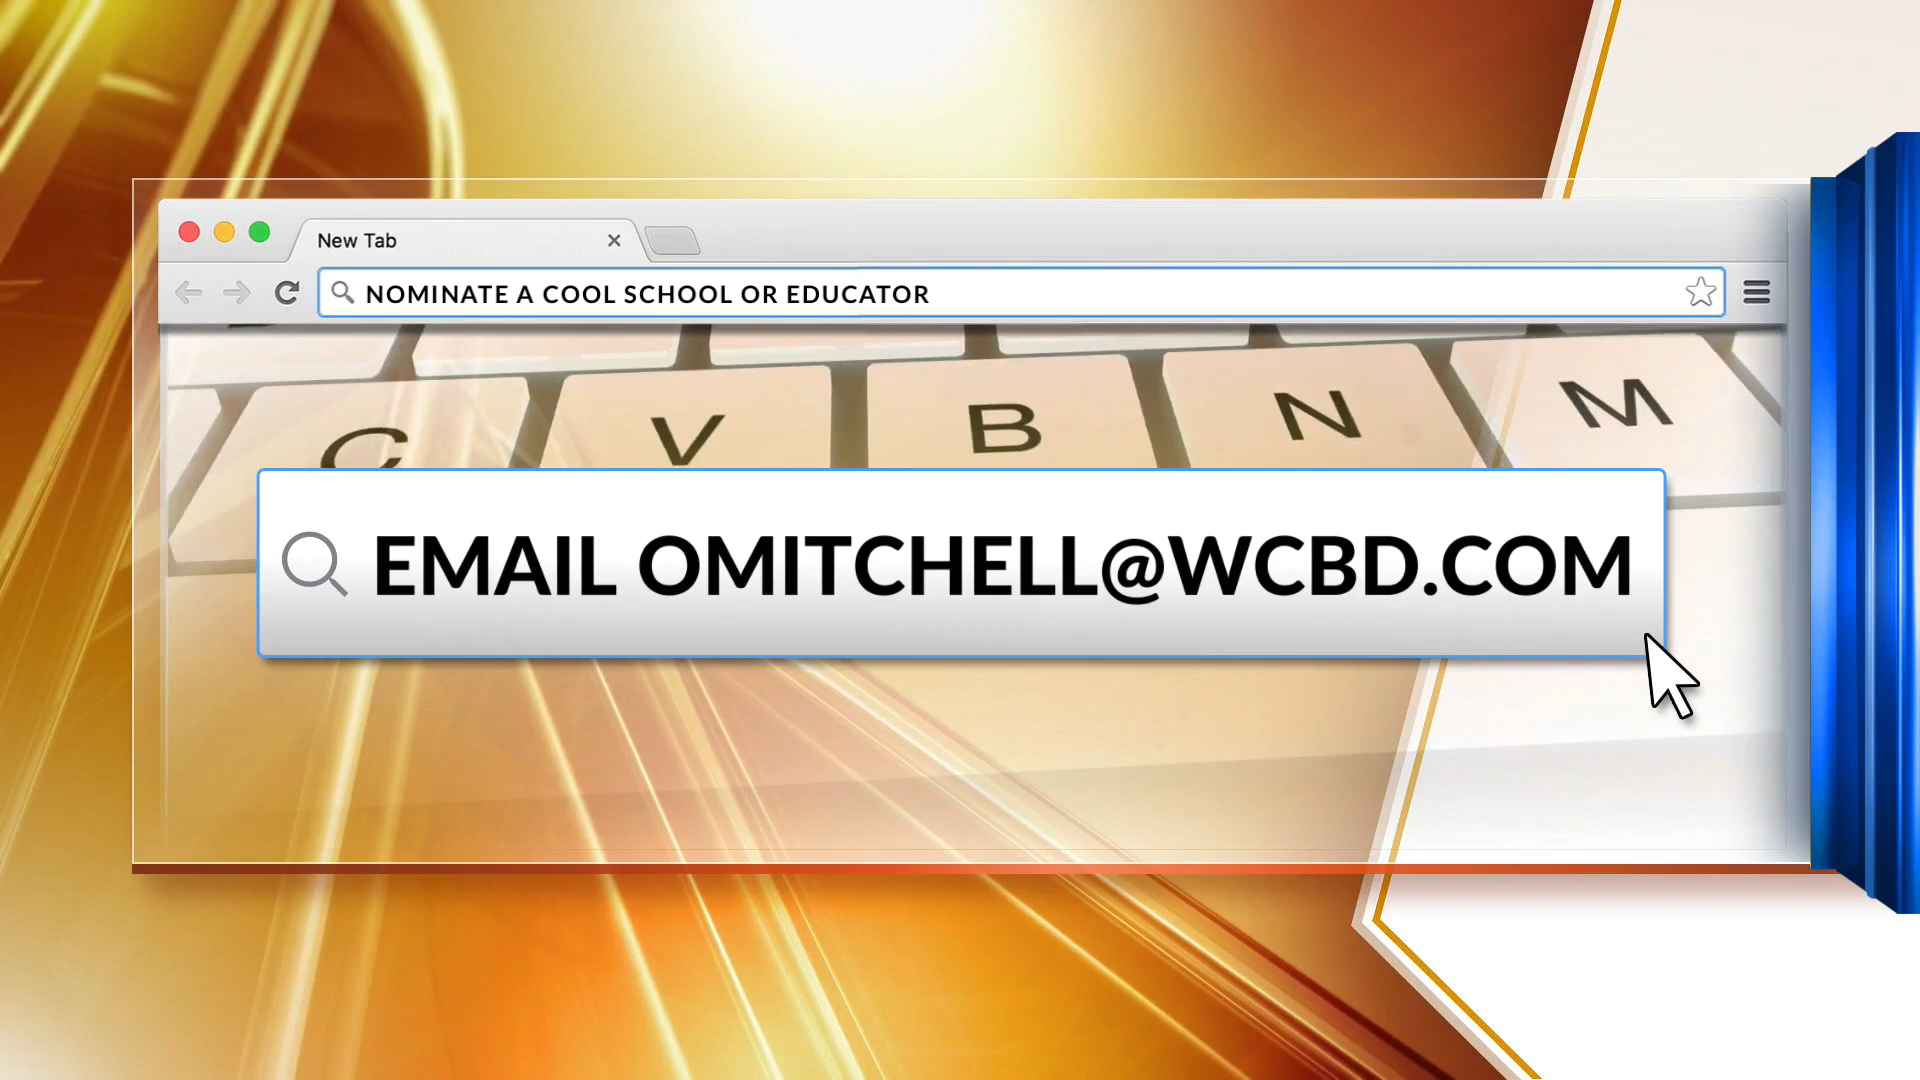 New Tab
NOMINATE A COOL SCHOOL OR EDUCATOR
C V B N M
EMAIL OMITCHELL@WCBD.COM